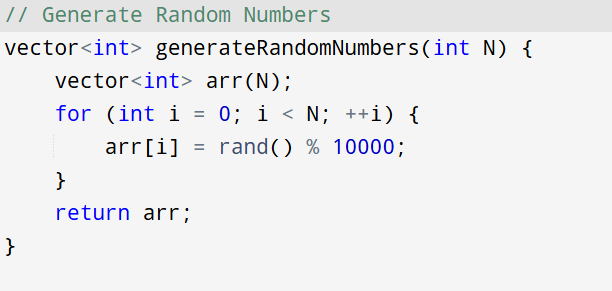 // Generate Random Numbers
vector<int> generateRandomNumbers(int N) {
    vector<int> arr(N);
    for (int i = 0; i < N; ++i) {
        arr[i] = rand() % 10000;
    }
    return arr;
}